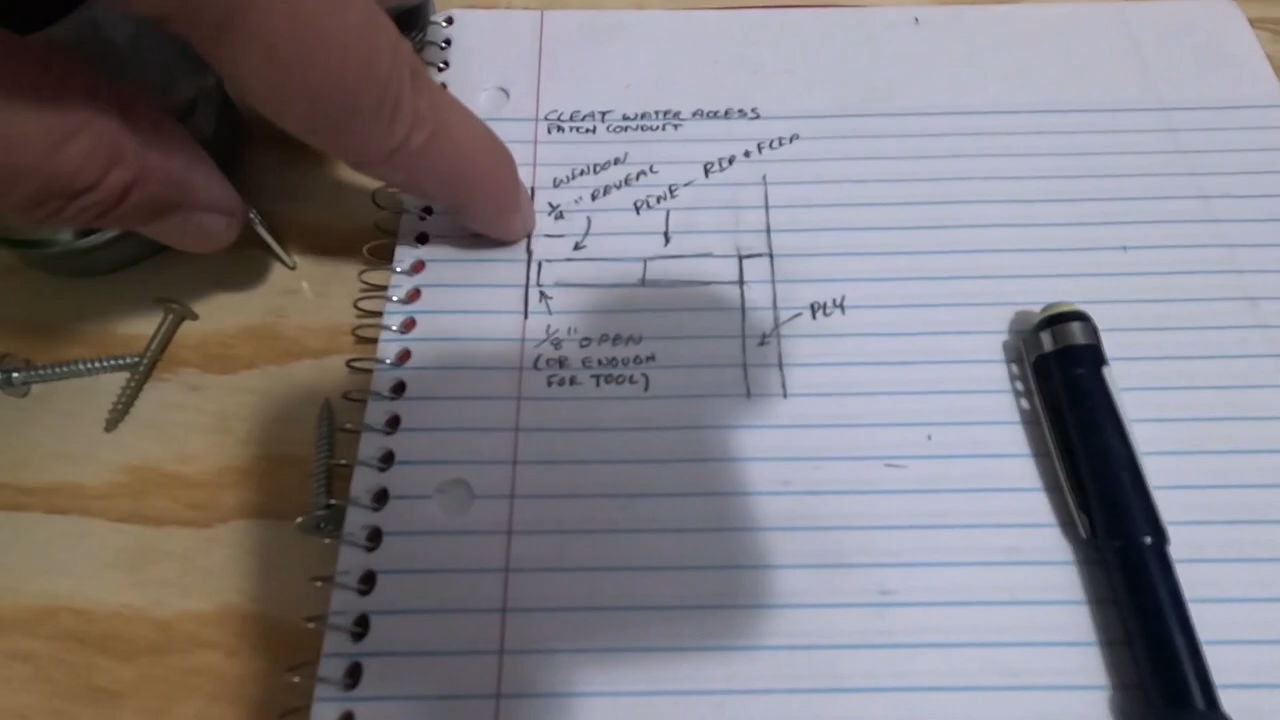 CLEAT WATER ACCESS
PATCH CONDUIT
WINDOW
1/4" REVEAL
PINE - RIP + FLIP
PLY
1/8" OPEN
(OR ENOUGH
FOR TOOL)